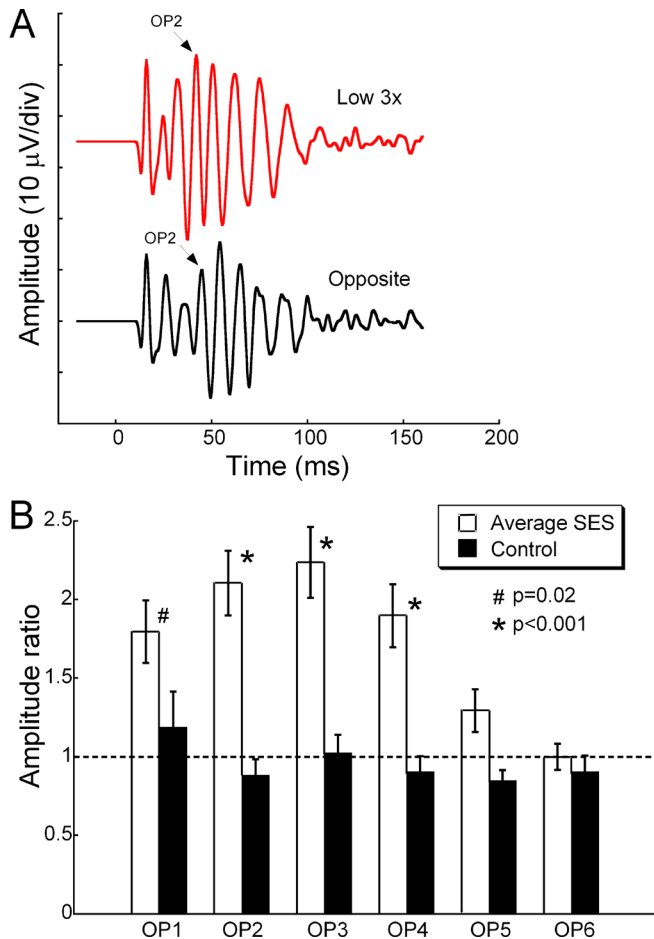 A
OP2
Low 3x
OP2
Opposite
Amplitude (10 µV/div)
0
50
100
150
200
Time (ms)
B
2.5
2
1.5
1
0.5
0
Amplitude ratio
Average SES
Control
# p=0.02
* p<0.001
#
*
*
*
OP1
OP2
OP3
OP4
OP5
OP6